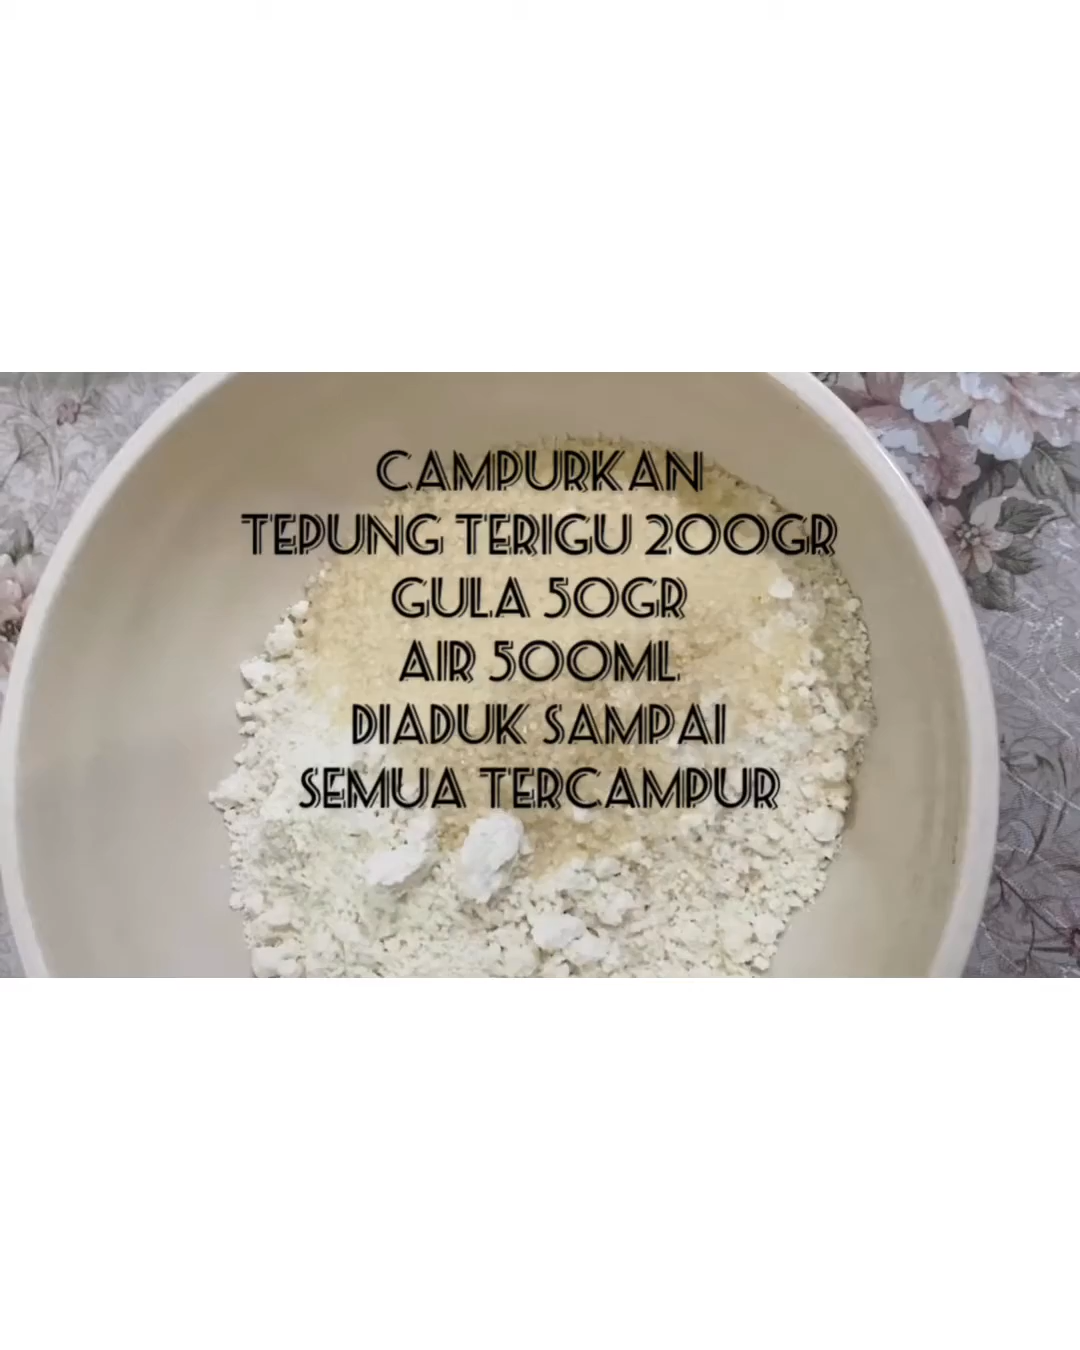 CAMPURKAN
TEPUNG TERIGU 200GR
GULA 50GR
AIR 500ML
DIADUK SAMPAI
SEMUA TERCAMPUR